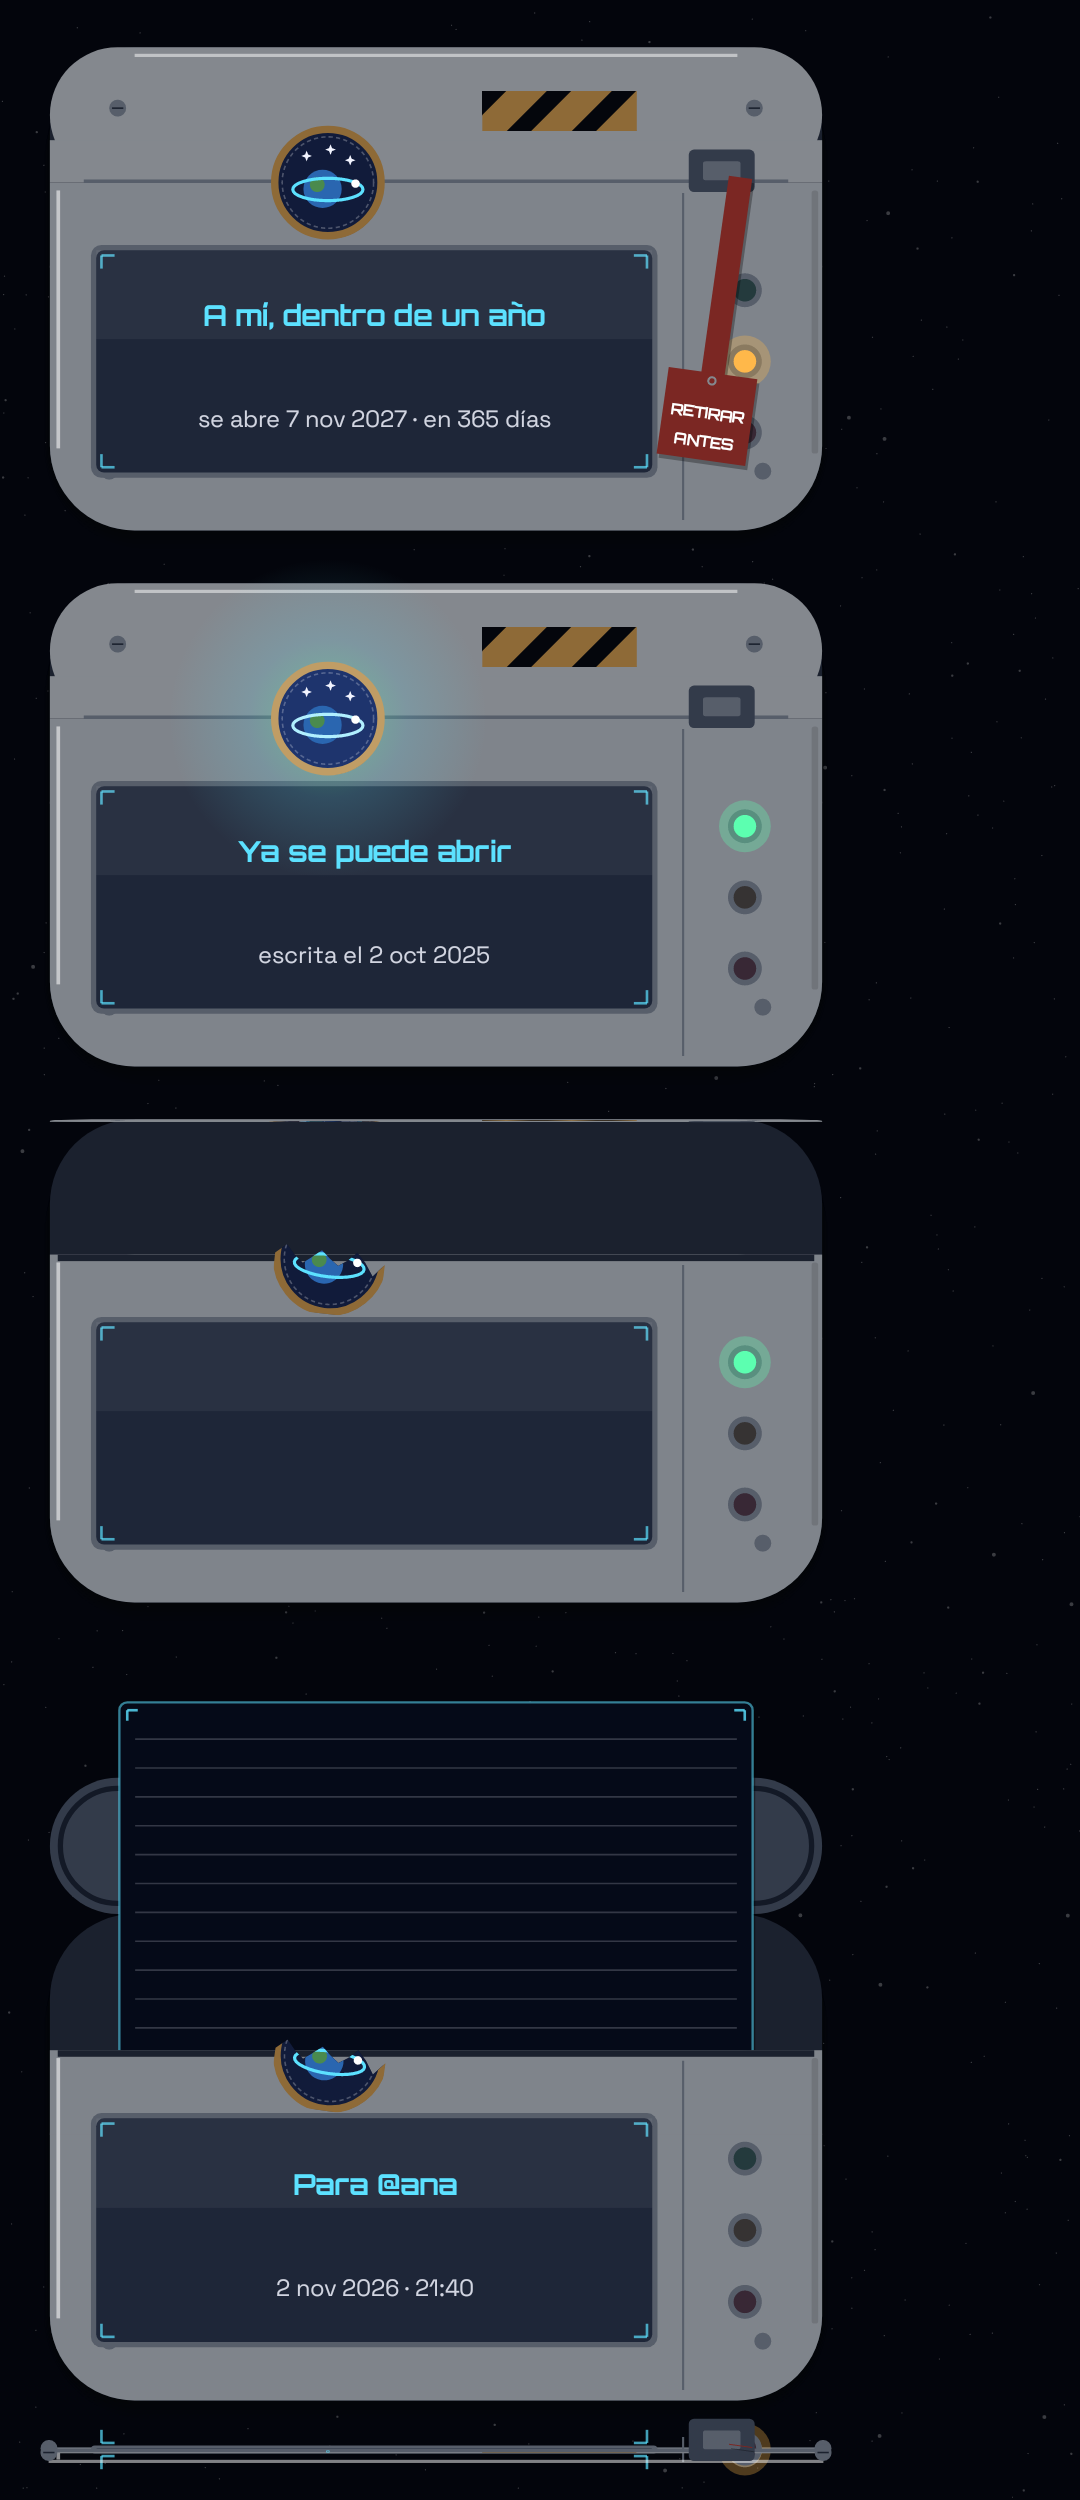 A mí, dentro de un año
se abre 7 nov 2027 · en 365 días
RETIRAR
ANTES
Ya se puede abrir
escrita el 2 oct 2025
Para @ana
2 nov 2026 · 21:40